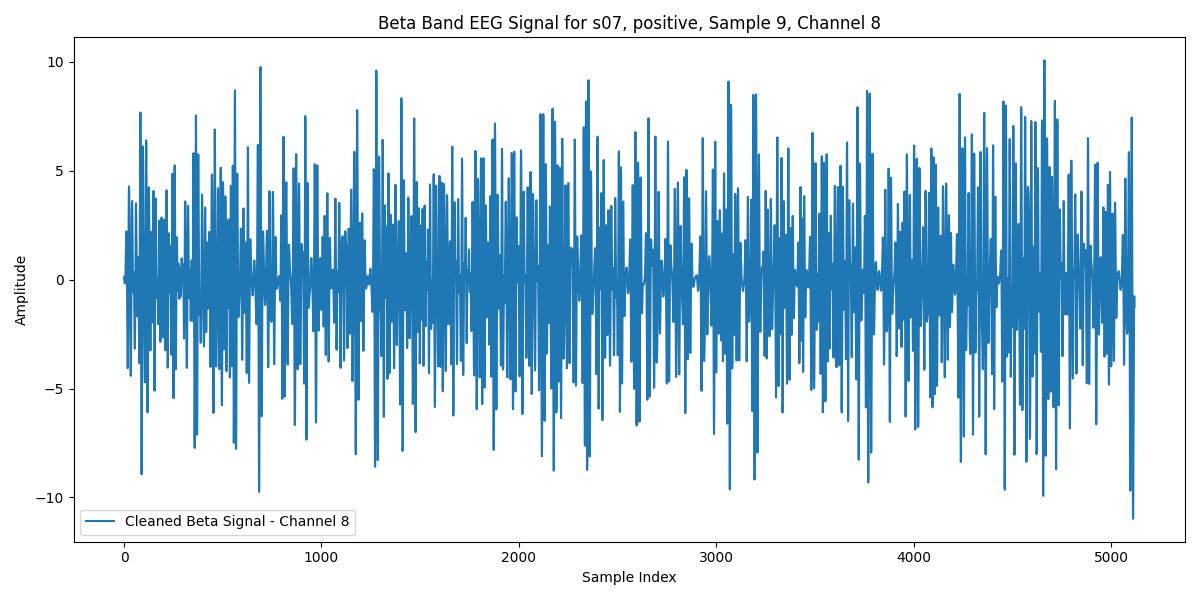 Beta Band EEG Signal for s07, positive, Sample 9, Channel 8
10
5
0
−5
−10
Amplitude
Cleaned Beta Signal - Channel 8
0 1000 2000 3000 4000 5000
Sample Index